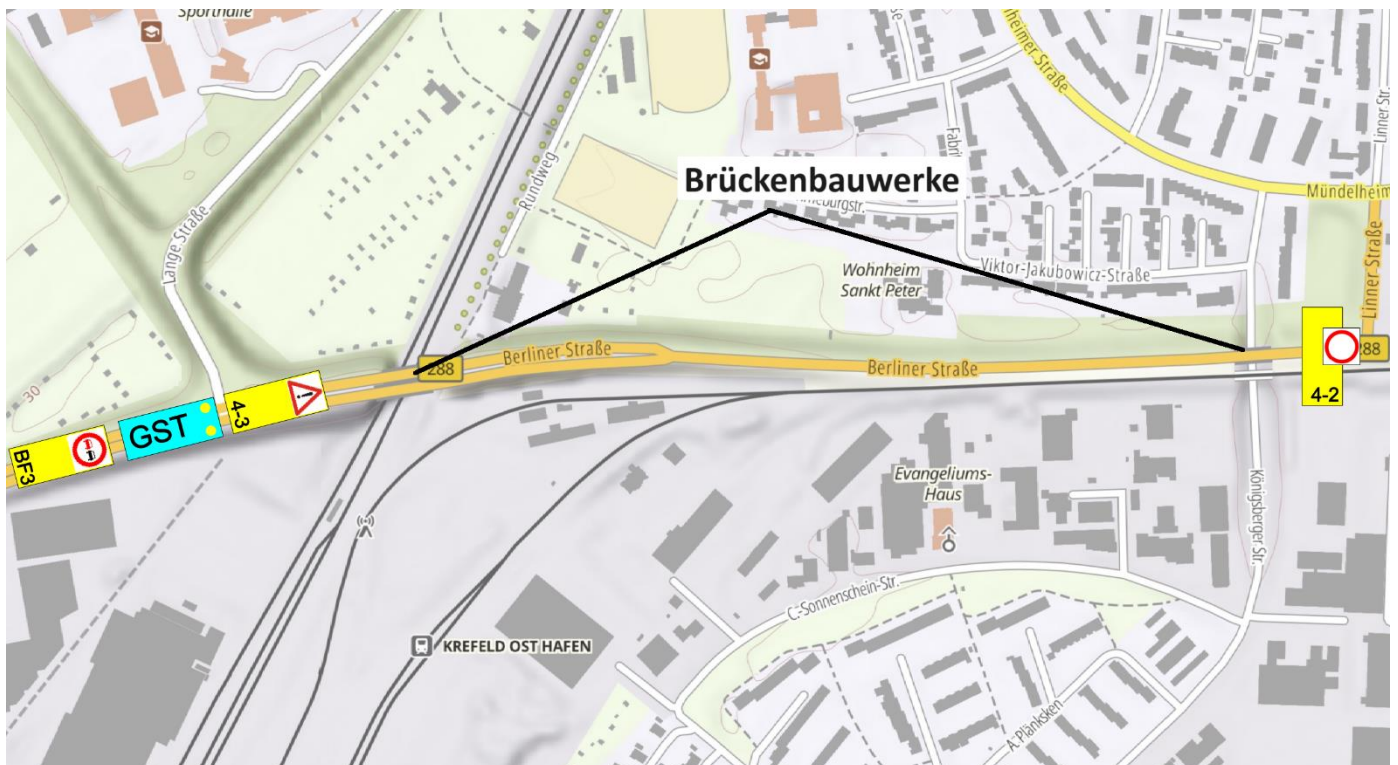 Sporthalle
Lange Straße
Rundweg
Mündelheim
Linner Str.
Linner Straße
Brückenbauwerke
Viktor-Jakubowicz-Straße
Wohnheim
Sankt Peter
30
288
Berliner Straße
Berliner Straße
288
4-2
4-3
GST
BF3
Evangeliums-
Haus
Königsberger Str.
C.-Sonnenschein-Str.
KREFELD OST HAFEN
A. Plänksken